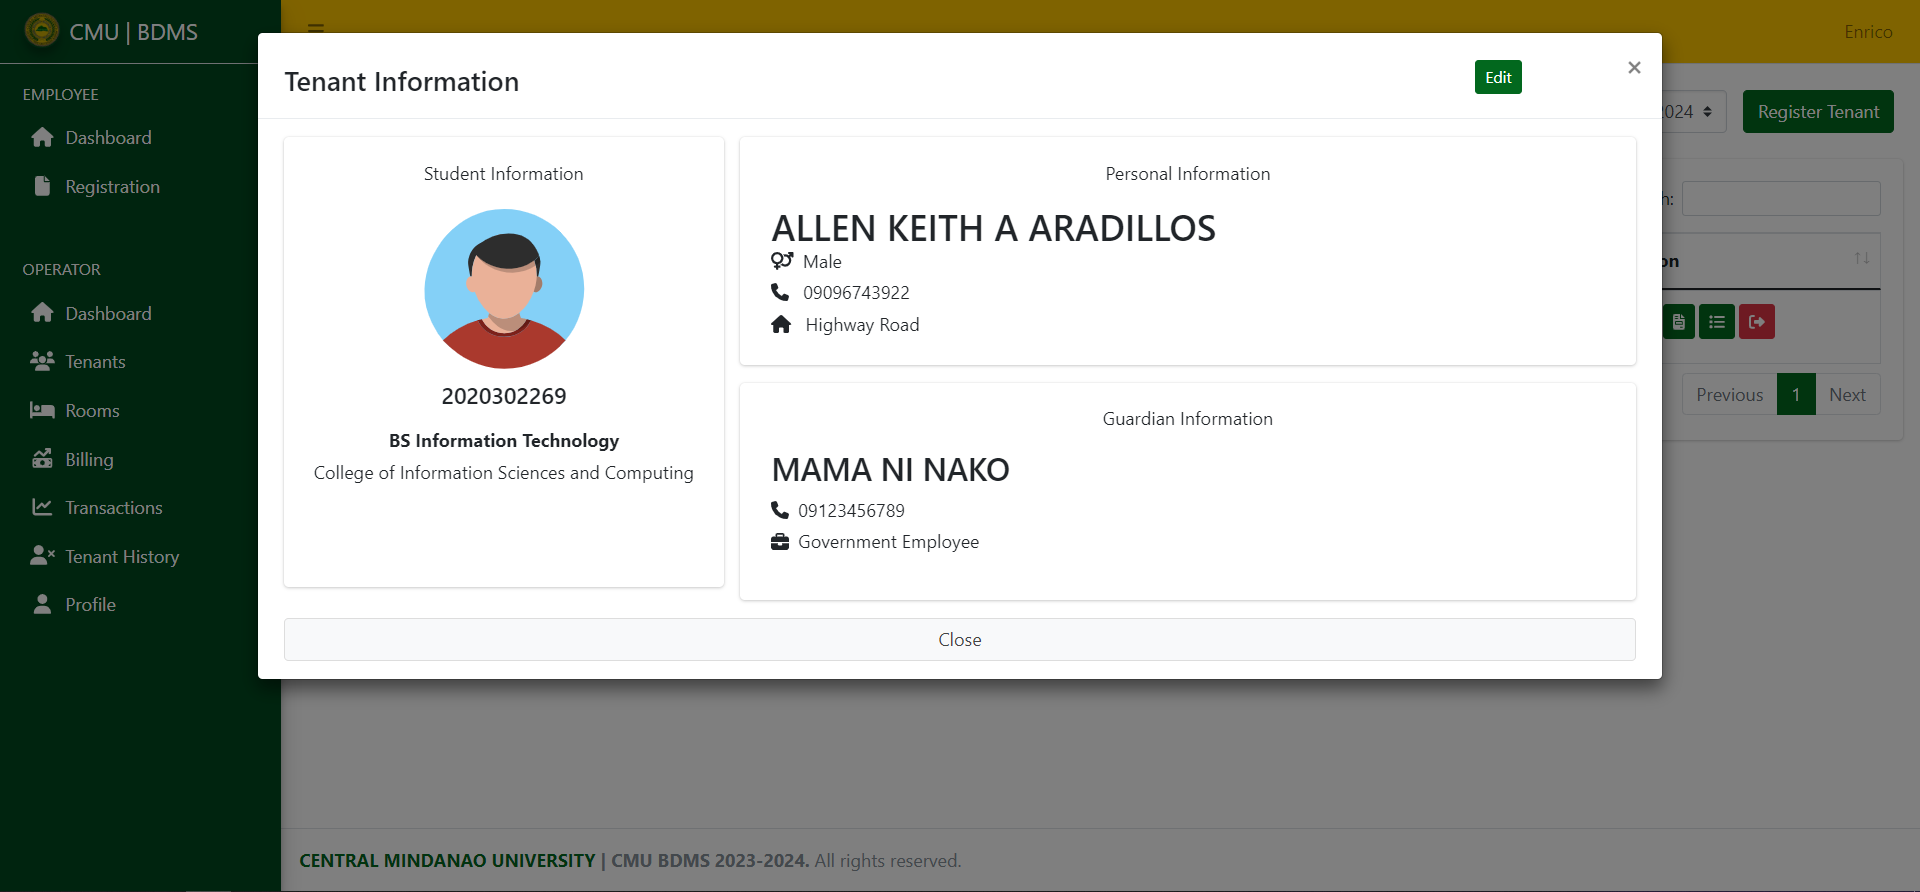 CMU | BDMS
Enrico
EMPLOYEE
Dashboard
Registration
OPERATOR
Dashboard
Tenants
Rooms
Billing
Transactions
Tenant History
Profile
Tenant Information
Edit
×
Student Information
2020302269
BS Information Technology
College of Information Sciences and Computing
Personal Information
ALLEN KEITH A ARADILLOS
Male
09096743922
Highway Road
Guardian Information
MAMA NI NAKO
09123456789
Government Employee
Close
2024
Register Tenant
h:
on
Previous
1
Next
CENTRAL MINDANAO UNIVERSITY | CMU BDMS 2023-2024. All rights reserved.